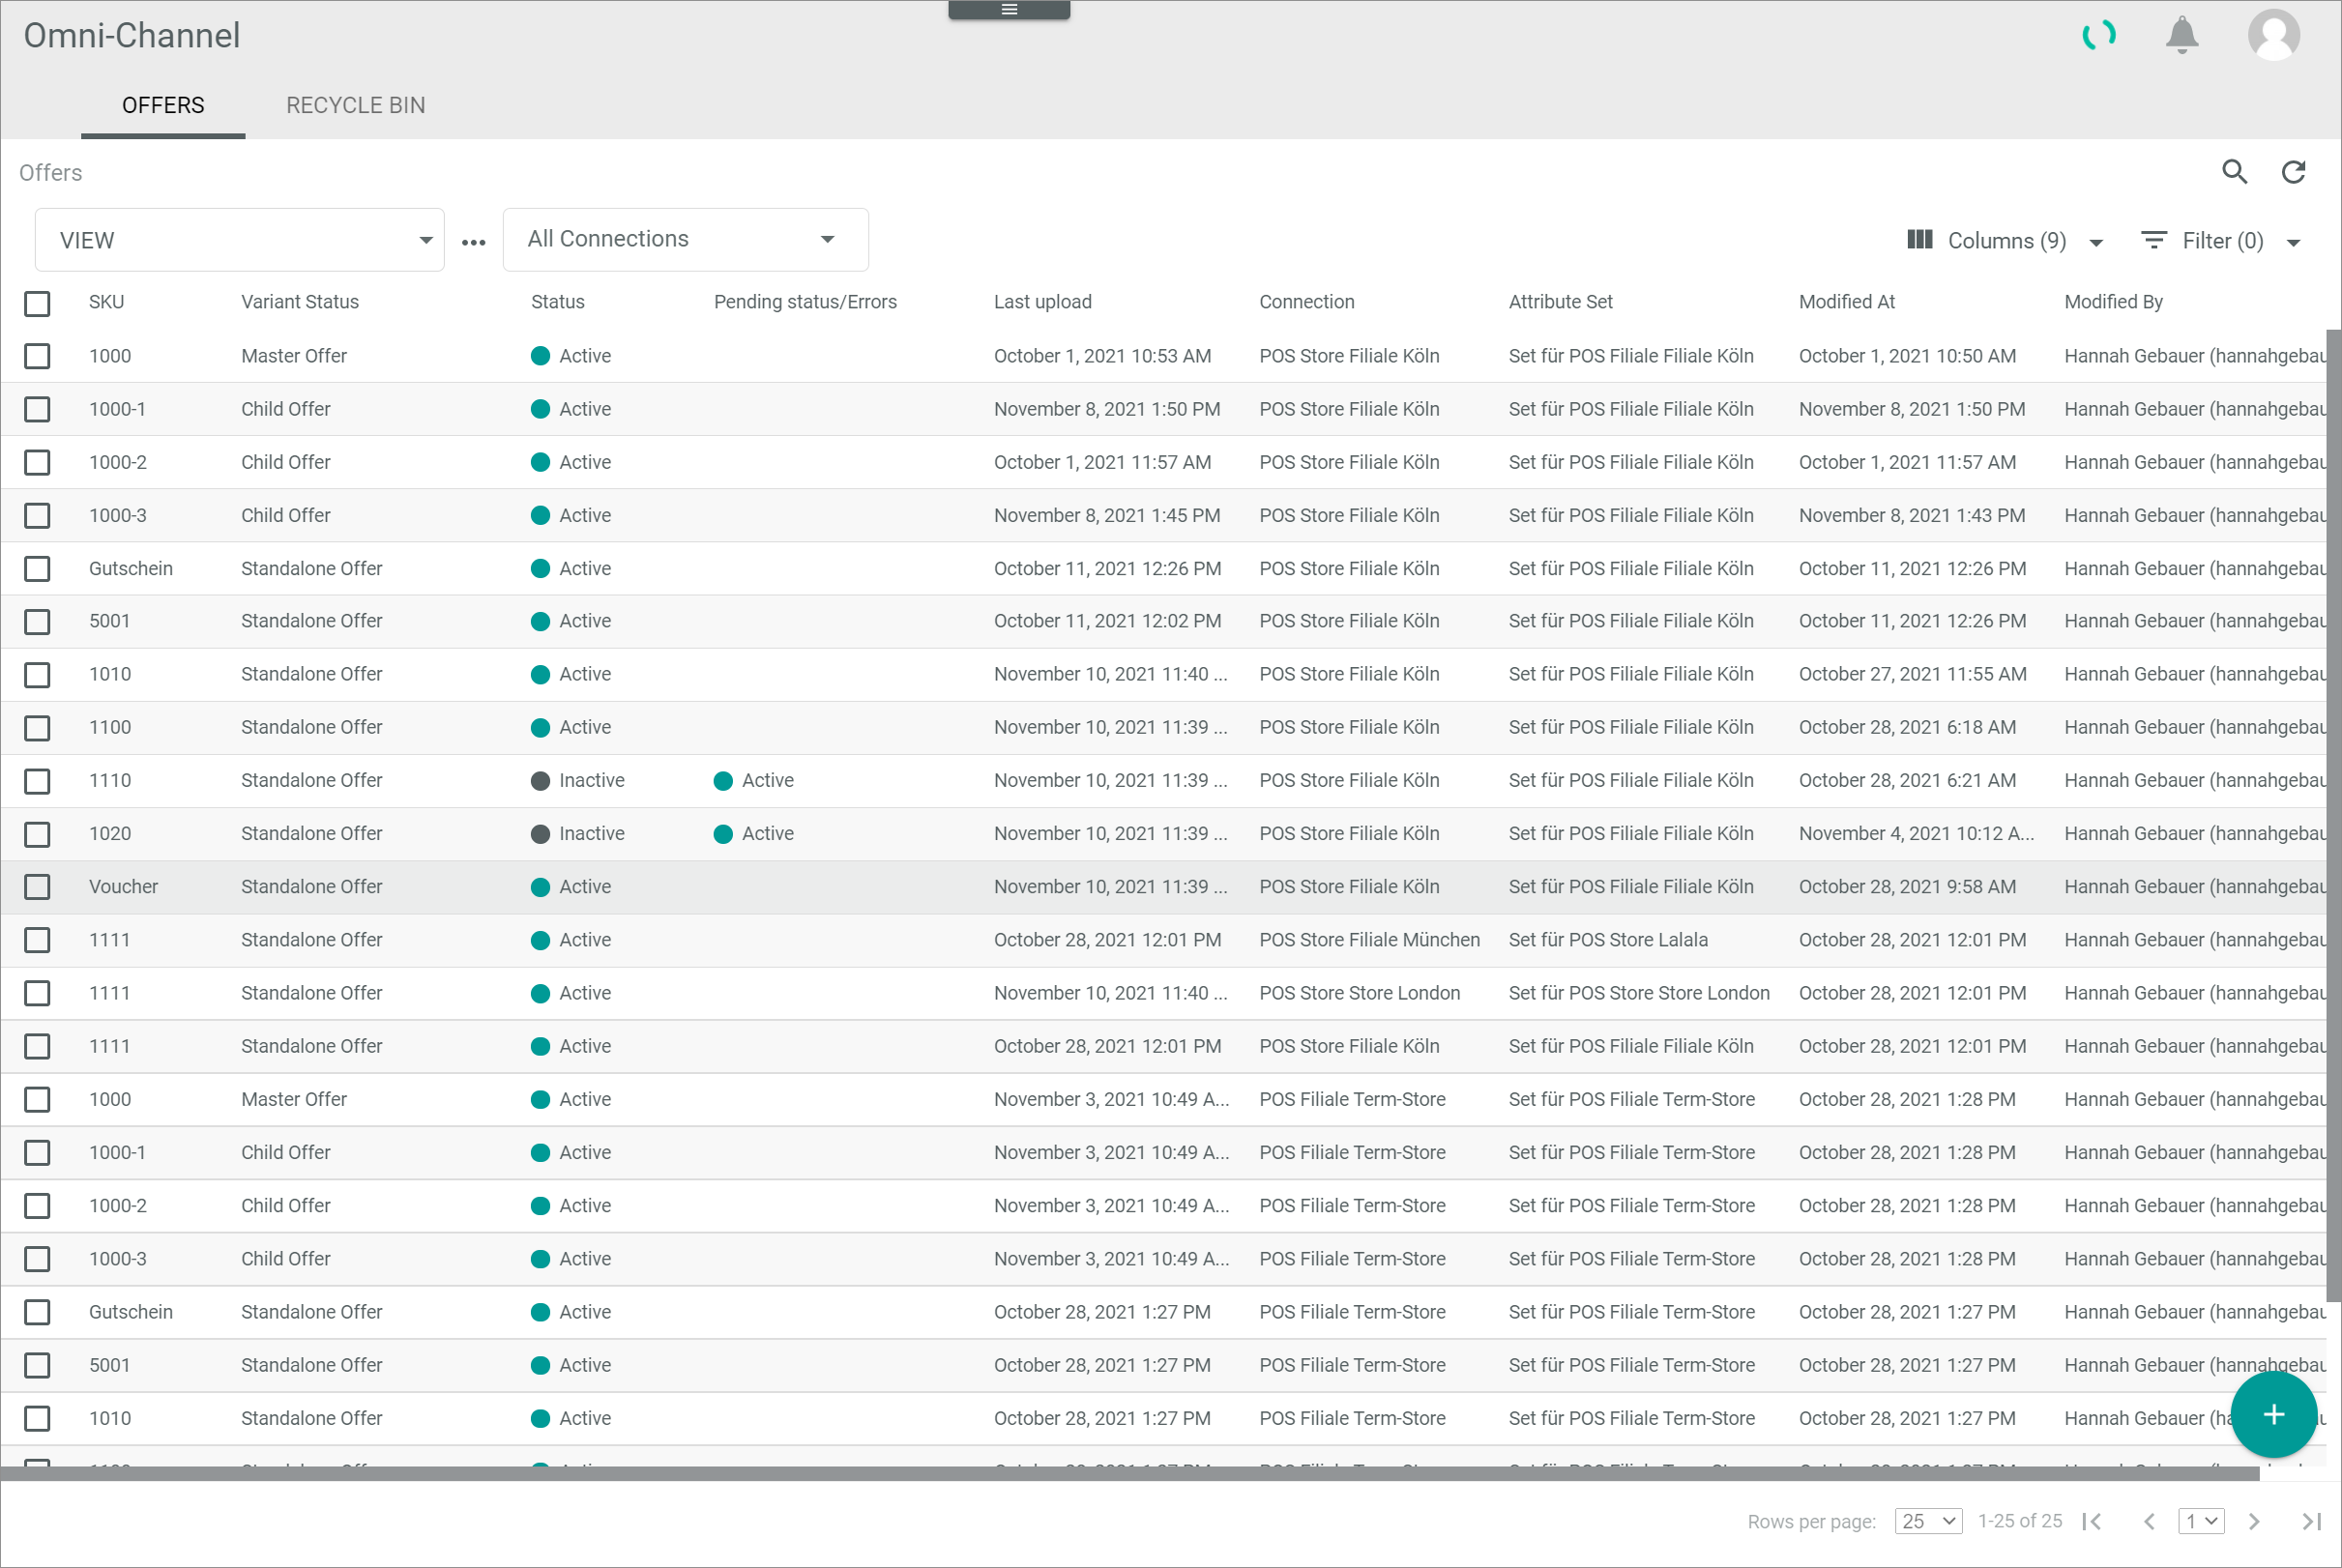 Omni-Channel
OFFERS RECYCLE BIN
Offers
VIEW ... All Connections Columns (9) Filter (0)
SKU Variant Status Status Pending status/Errors Last upload Connection Attribute Set Modified At Modified By
1000 Master Offer Active October 1, 2021 10:53 AM POS Store Filiale Köln Set für POS Filiale Filiale Köln October 1, 2021 10:50 AM Hannah Gebauer (hannahgebau
1000-1 Child Offer Active November 8, 2021 1:50 PM POS Store Filiale Köln Set für POS Filiale Filiale Köln November 8, 2021 1:50 PM Hannah Gebauer (hannahgebau
1000-2 Child Offer Active October 1, 2021 11:57 AM POS Store Filiale Köln Set für POS Filiale Filiale Köln October 1, 2021 11:57 AM Hannah Gebauer (hannahgebau
1000-3 Child Offer Active November 8, 2021 1:45 PM POS Store Filiale Köln Set für POS Filiale Filiale Köln November 8, 2021 1:43 PM Hannah Gebauer (hannahgebau
Gutschein Standalone Offer Active October 11, 2021 12:26 PM POS Store Filiale Köln Set für POS Filiale Filiale Köln October 11, 2021 12:26 PM Hannah Gebauer (hannahgebau
5001 Standalone Offer Active October 11, 2021 12:02 PM POS Store Filiale Köln Set für POS Filiale Filiale Köln October 11, 2021 12:26 PM Hannah Gebauer (hannahgebau
1010 Standalone Offer Active November 10, 2021 11:40 ... POS Store Filiale Köln Set für POS Filiale Filiale Köln October 27, 2021 11:55 AM Hannah Gebauer (hannahgebau
1100 Standalone Offer Active November 10, 2021 11:39 ... POS Store Filiale Köln Set für POS Filiale Filiale Köln October 28, 2021 6:18 AM Hannah Gebauer (hannahgebau
1110 Standalone Offer Inactive Active November 10, 2021 11:39 ... POS Store Filiale Köln Set für POS Filiale Filiale Köln October 28, 2021 6:21 AM Hannah Gebauer (hannahgebau
1020 Standalone Offer Inactive Active November 10, 2021 11:39 ... POS Store Filiale Köln Set für POS Filiale Filiale Köln November 4, 2021 10:12 A... Hannah Gebauer (hannahgebau
Voucher Standalone Offer Active November 10, 2021 11:39 ... POS Store Filiale Köln Set für POS Filiale Filiale Köln October 28, 2021 9:58 AM Hannah Gebauer (hannahgebau
1111 Standalone Offer Active October 28, 2021 12:01 PM POS Store Filiale München Set für POS Store Lalala October 28, 2021 12:01 PM Hannah Gebauer (hannahgebau
1111 Standalone Offer Active November 10, 2021 11:40 ... POS Store Store London Set für POS Store Store London October 28, 2021 12:01 PM Hannah Gebauer (hannahgebau
1111 Standalone Offer Active October 28, 2021 12:01 PM POS Store Filiale Köln Set für POS Filiale Filiale Köln October 28, 2021 12:01 PM Hannah Gebauer (hannahgebau
1000 Master Offer Active November 3, 2021 10:49 A... POS Filiale Term-Store Set für POS Filiale Term-Store October 28, 2021 1:28 PM Hannah Gebauer (hannahgebau
1000-1 Child Offer Active November 3, 2021 10:49 A... POS Filiale Term-Store Set für POS Filiale Term-Store October 28, 2021 1:28 PM Hannah Gebauer (hannahgebau
1000-2 Child Offer Active November 3, 2021 10:49 A... POS Filiale Term-Store Set für POS Filiale Term-Store October 28, 2021 1:28 PM Hannah Gebauer (hannahgebau
1000-3 Child Offer Active November 3, 2021 10:49 A... POS Filiale Term-Store Set für POS Filiale Term-Store October 28, 2021 1:28 PM Hannah Gebauer (hannahgebau
Gutschein Standalone Offer Active October 28, 2021 1:27 PM POS Filiale Term-Store Set für POS Filiale Term-Store October 28, 2021 1:27 PM Hannah Gebauer (hannahgebau
5001 Standalone Offer Active October 28, 2021 1:27 PM POS Filiale Term-Store Set für POS Filiale Term-Store October 28, 2021 1:27 PM Hannah Gebauer (hannahgebau
1010 Standalone Offer Active October 28, 2021 1:27 PM POS Filiale Term-Store Set für POS Filiale Term-Store October 28, 2021 1:27 PM Hannah Gebauer
Rows per page: 25 1-25 of 25 1